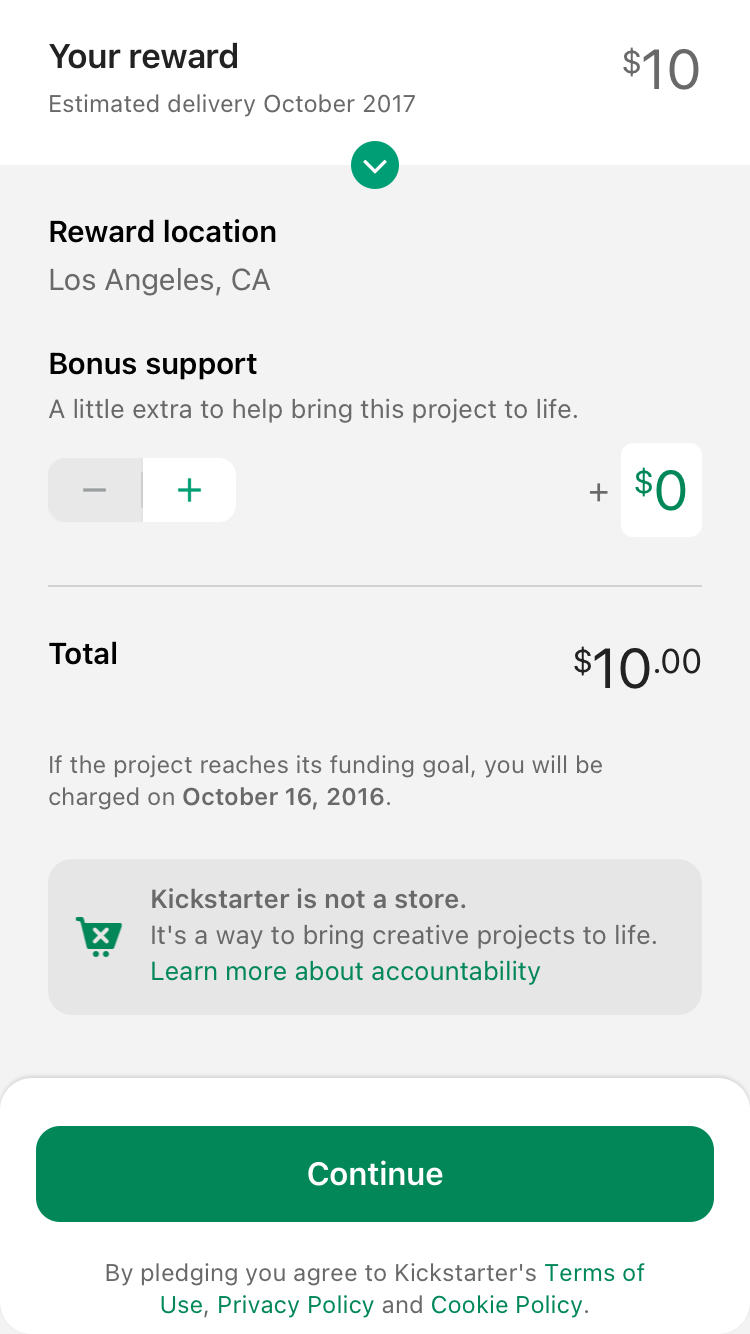 Your reward
$10
Estimated delivery October 2017
Reward location
Los Angeles, CA
Bonus support
A little extra to help bring this project to life.
− + + $0
Total
$10.00
If the project reaches its funding goal, you will be
charged on October 16, 2016.
Kickstarter is not a store.
It's a way to bring creative projects to life.
Learn more about accountability
Continue
By pledging you agree to Kickstarter's Terms of
Use, Privacy Policy and Cookie Policy.